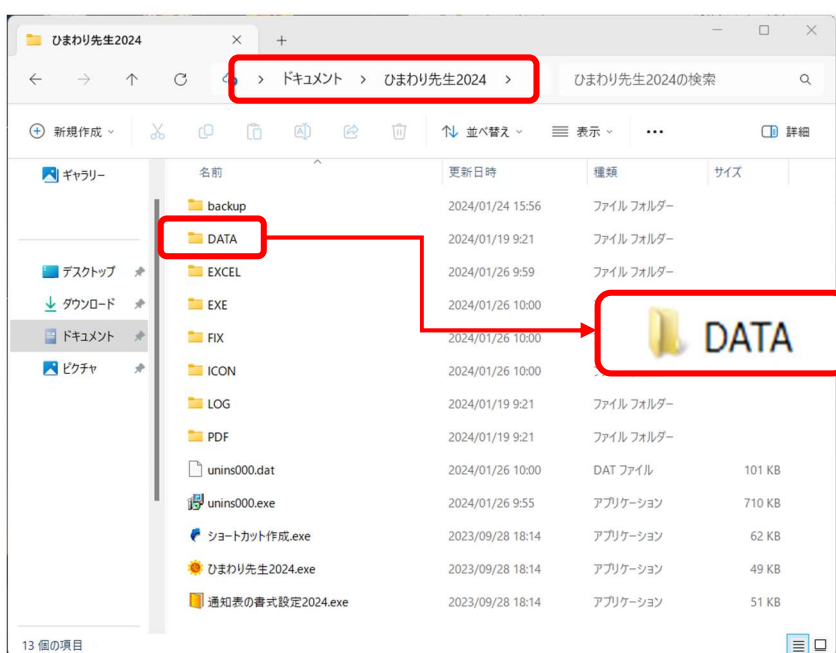 ひまわり先生2024
ドキュメント > ひまわり先生2024 >
ひまわり先生2024の検索
新規作成
並べ替え
表示
詳細
ギャラリー
名前 更新日時 種類 サイズ
backup 2024/01/24 15:56 ファイル フォルダー
DATA 2024/01/19 9:21 ファイル フォルダー
デスクトップ
EXCEL 2024/01/26 9:59 ファイル フォルダー
ダウンロード
EXE 2024/01/26 10:00
ドキュメント
FIX 2024/01/26 10:00
DATA
ピクチャ
ICON 2024/01/26 10:00
LOG 2024/01/19 9:21 ファイル フォルダー
PDF 2024/01/19 9:21 ファイル フォルダー
unins000.dat 2024/01/26 10:00 DAT ファイル 101 KB
unins000.exe 2024/01/26 9:55 アプリケーション 710 KB
ショートカット作成.exe 2023/09/28 18:14 アプリケーション 62 KB
ひまわり先生2024.exe 2023/09/28 18:14 アプリケーション 49 KB
通知表の書式設定2024.exe 2023/09/28 18:14 アプリケーション 51 KB
13 個の項目